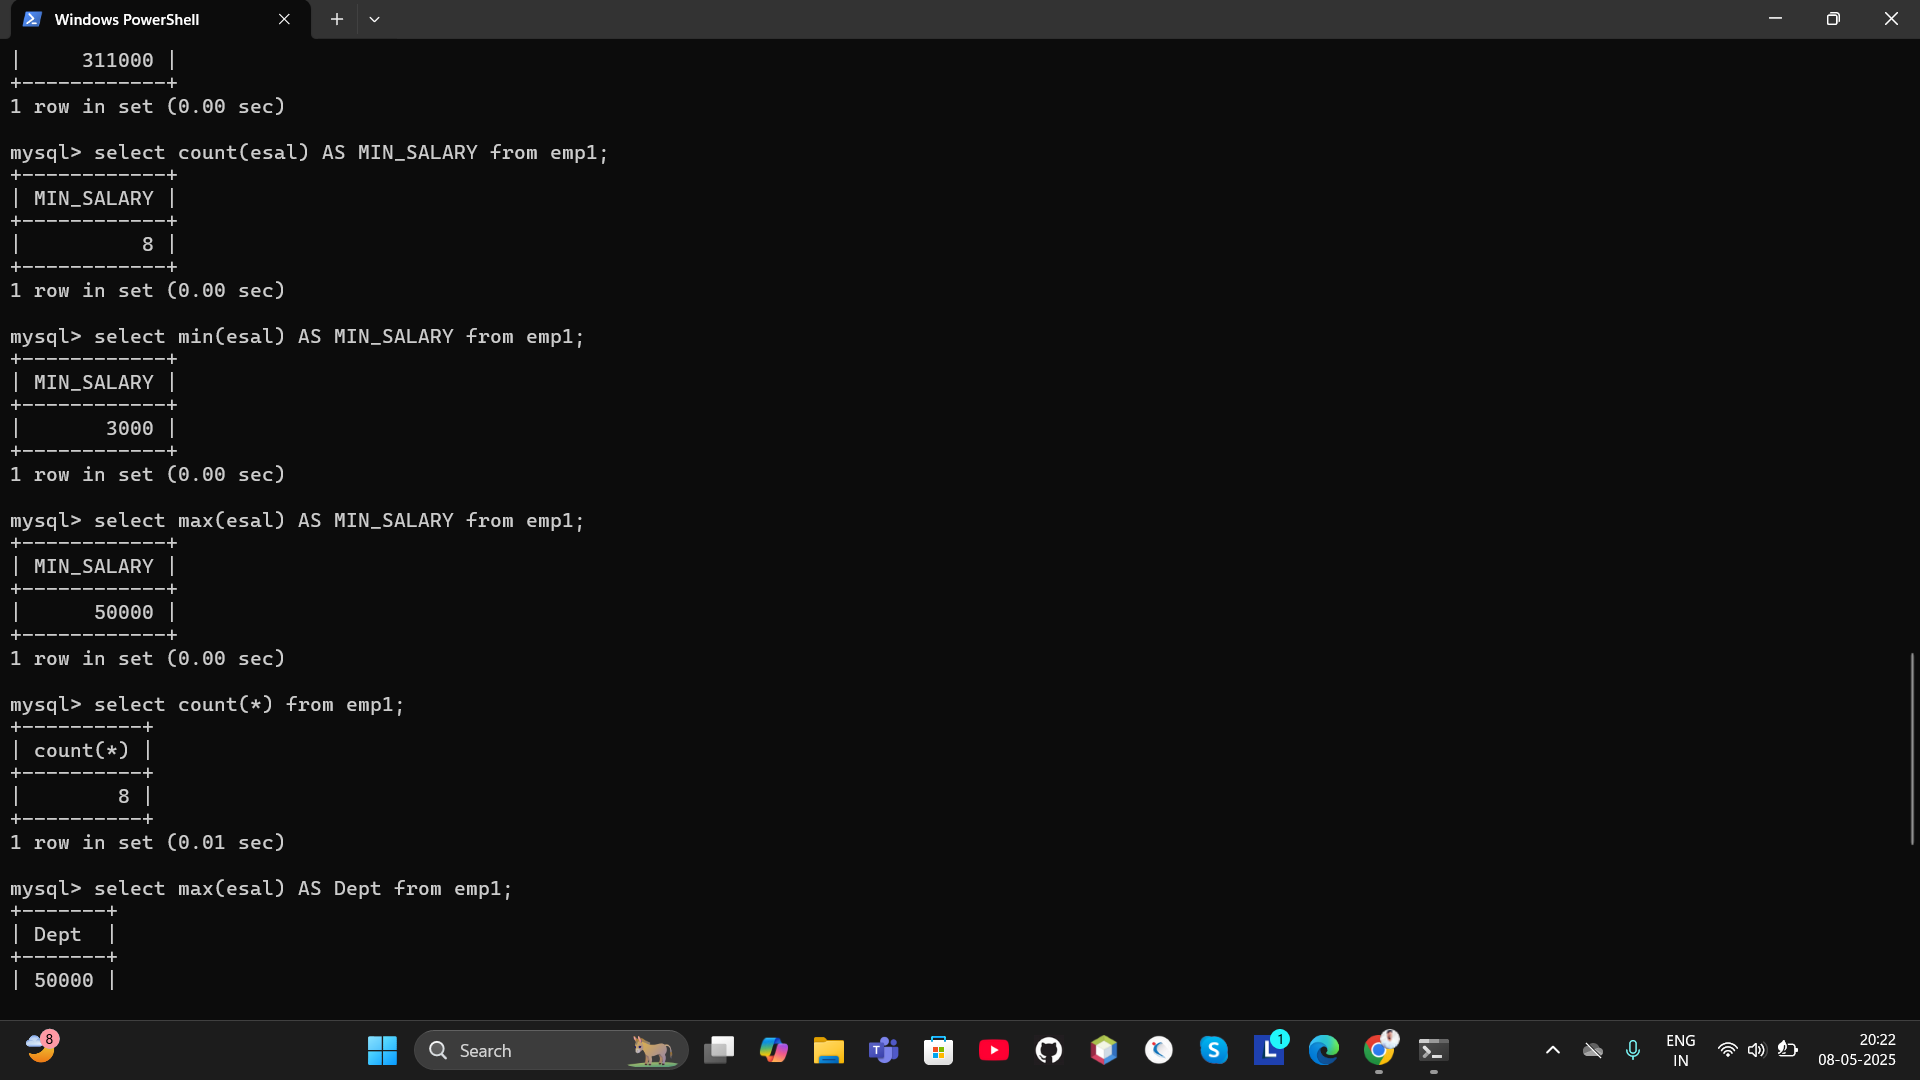 Windows PowerShell
|     311000 |
+------------+
1 row in set (0.00 sec)
mysql> select count(esal) AS MIN_SALARY from emp1;
+------------+
| MIN_SALARY |
+------------+
|          8 |
+------------+
1 row in set (0.00 sec)
mysql> select min(esal) AS MIN_SALARY from emp1;
+------------+
| MIN_SALARY |
+------------+
|       3000 |
+------------+
1 row in set (0.00 sec)
mysql> select max(esal) AS MIN_SALARY from emp1;
+------------+
| MIN_SALARY |
+------------+
|      50000 |
+------------+
1 row in set (0.00 sec)
mysql> select count(*) from emp1;
+----------+
| count(*) |
+----------+
|        8 |
+----------+
1 row in set (0.01 sec)
mysql> select max(esal) AS Dept from emp1;
+-------+
| Dept  |
+-------+
| 50000 |
8
Search
T
S
L
1
ENG
IN
20:22
08-05-2025